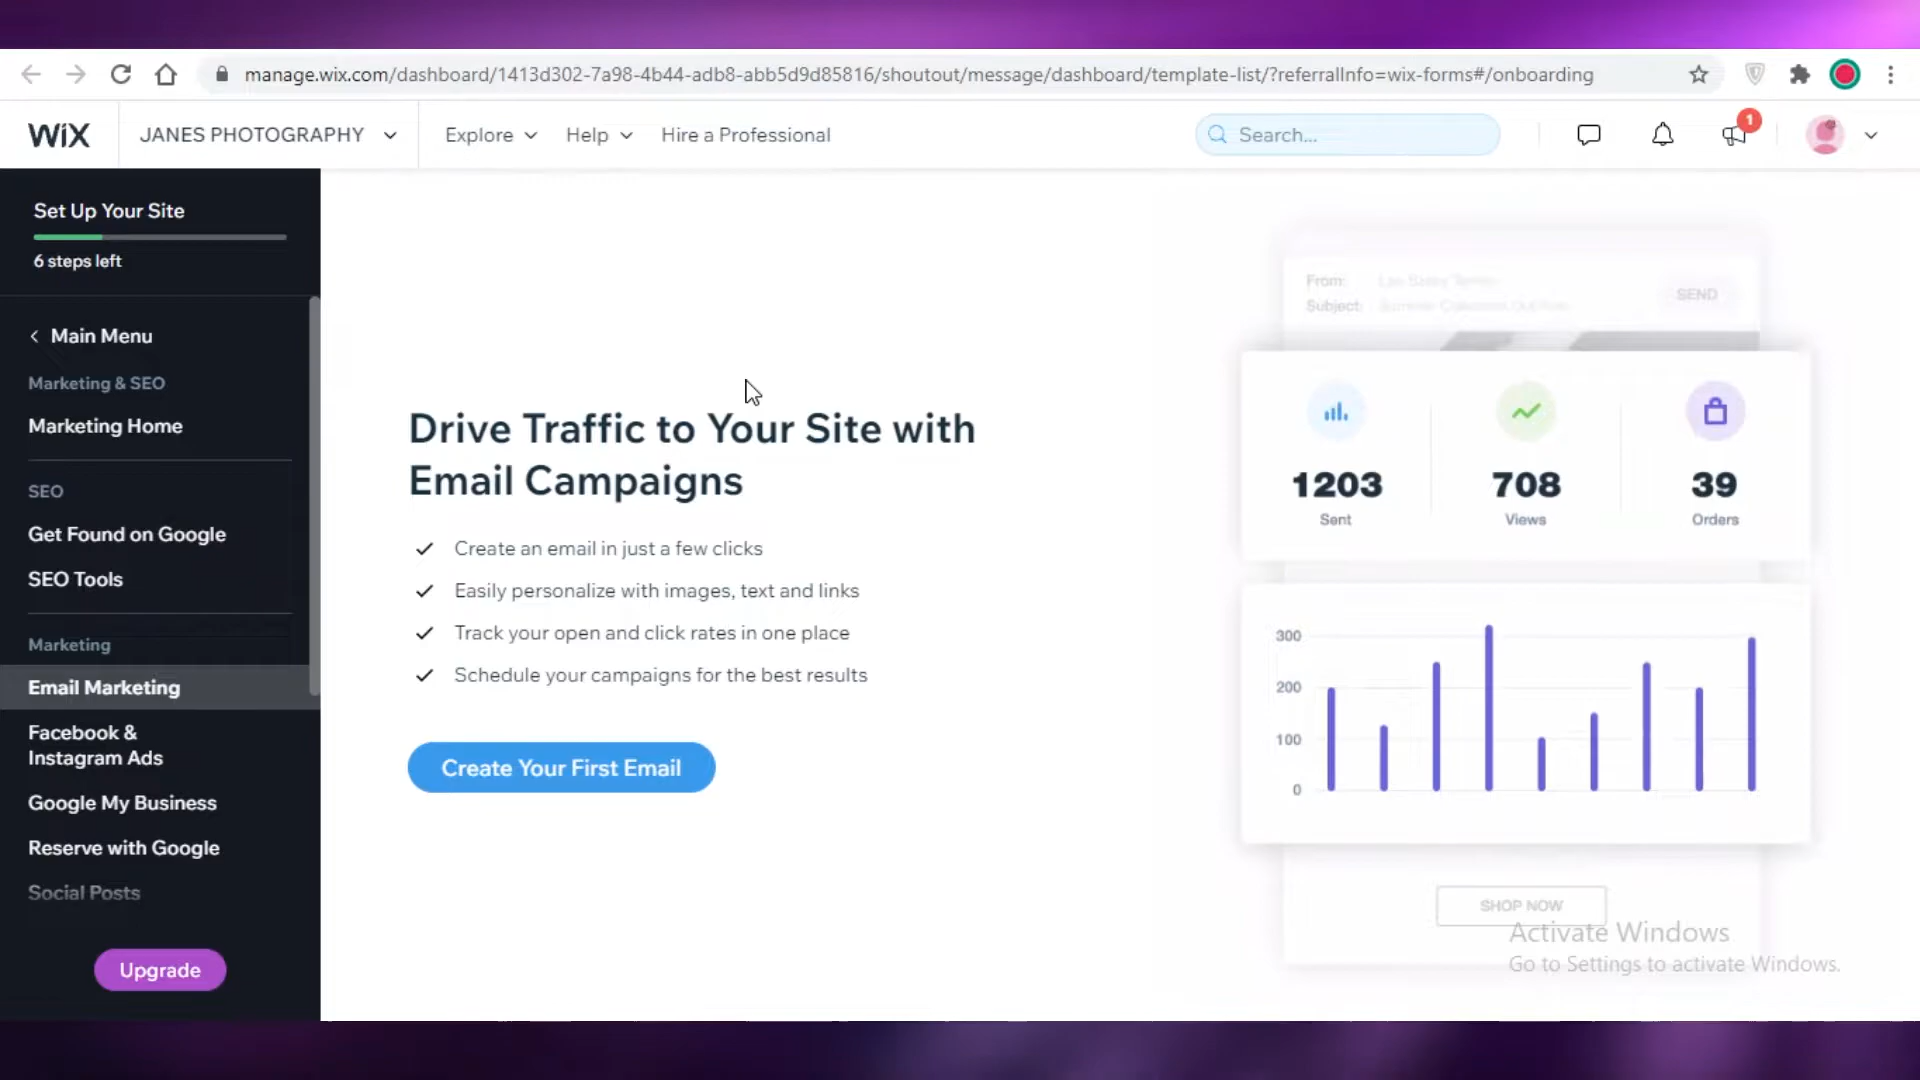 manage.wix.com/dashboard/1413d302-7a98-4b44-adb8-abb5d9d85816/shoutout/message/dashboard/template-list/?referralInfo=wix-forms#/onboarding
WiX
JANES PHOTOGRAPHY
Explore
Help
Hire a Professional
Search...
1
Set Up Your Site
6 steps left
Main Menu
Marketing & SEO
Marketing Home
SEO
Get Found on Google
SEO Tools
Marketing
Email Marketing
Facebook &
Instagram Ads
Google My Business
Reserve with Google
Social Posts
Upgrade
Drive Traffic to Your Site with
Email Campaigns
Create an email in just a few clicks
Easily personalize with images, text and links
Track your open and click rates in one place
Schedule your campaigns for the best results
Create Your First Email
From:
Subject:
SEND
1203
Sent
708
Views
39
Orders
300
200
100
0
SHOP NOW
Activate Windows
Go to Settings to activate Windows.